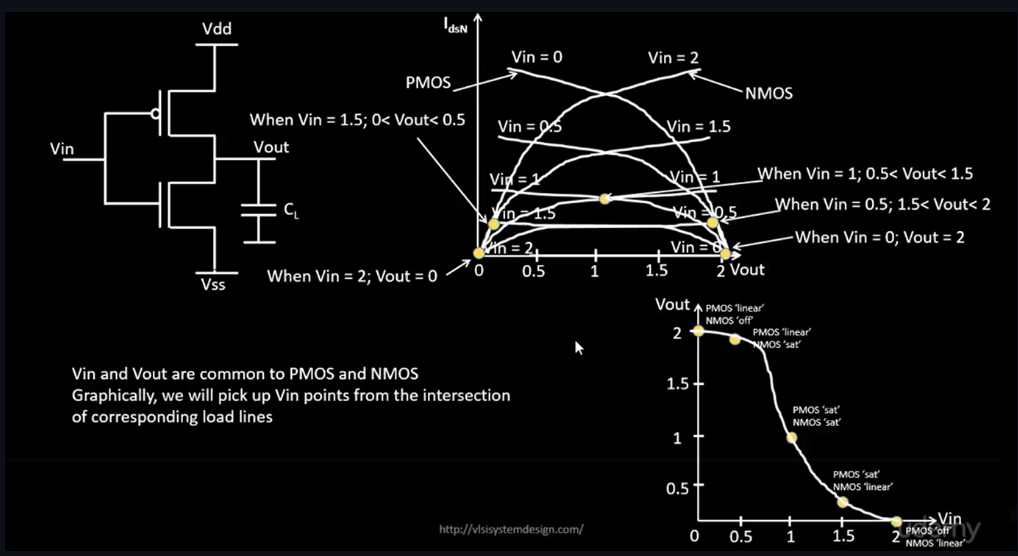 Vdd
Vin
Vout
CL
Vss
IdsN
Vin = 0
Vin = 2
PMOS
NMOS
When Vin = 1.5; 0< Vout< 0.5
Vin = 0.5
Vin = 1.5
Vin = 1
Vin = 1
When Vin = 1; 0.5< Vout< 1.5
Vin = 1.5
Vin = 0.5
When Vin = 0.5; 1.5< Vout< 2
Vin = 2
Vin = 0
When Vin = 0; Vout = 2
When Vin = 2; Vout = 0
0 0.5 1 1.5 2 Vout
Vout
PMOS 'linear'
NMOS 'off'
2
PMOS 'linear'
NMOS 'sat'
1.5
PMOS 'sat'
NMOS 'sat'
1
PMOS 'sat'
NMOS 'linear'
0.5
Vin
PMOS 'off'
NMOS 'linear'
0 0.5 1 1.5 2
Vin and Vout are common to PMOS and NMOS
Graphically, we will pick up Vin points from the intersection
of corresponding load lines
http://vlsisystemdesign.com/
udemy